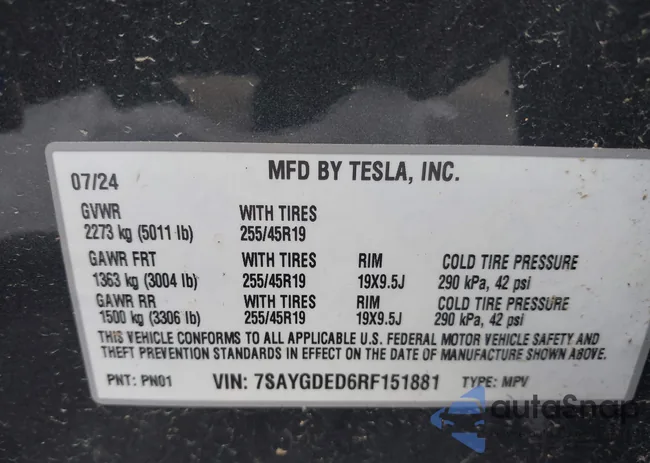 MFD BY TESLA, INC.
07/24
GVWR WITH TIRES
2273 kg (5011 lb) 255/45R19
GAWR FRT WITH TIRES RIM COLD TIRE PRESSURE
1363 kg (3004 lb) 255/45R19 19X9.5J 290 kPa, 42 psi
GAWR RR WITH TIRES RIM COLD TIRE PRESSURE
1500 kg (3306 lb) 255/45R19 19X9.5J 290 kPa, 42 psi
THIS VEHICLE CONFORMS TO ALL APPLICABLE U.S. FEDERAL MOTOR VEHICLE SAFETY AND
THEFT PREVENTION STANDARDS IN EFFECT ON THE DATE OF MANUFACTURE SHOWN ABOVE.
PNT: PN01 VIN: 7SAYGDED6RF151881 TYPE: MPV
autoSnap